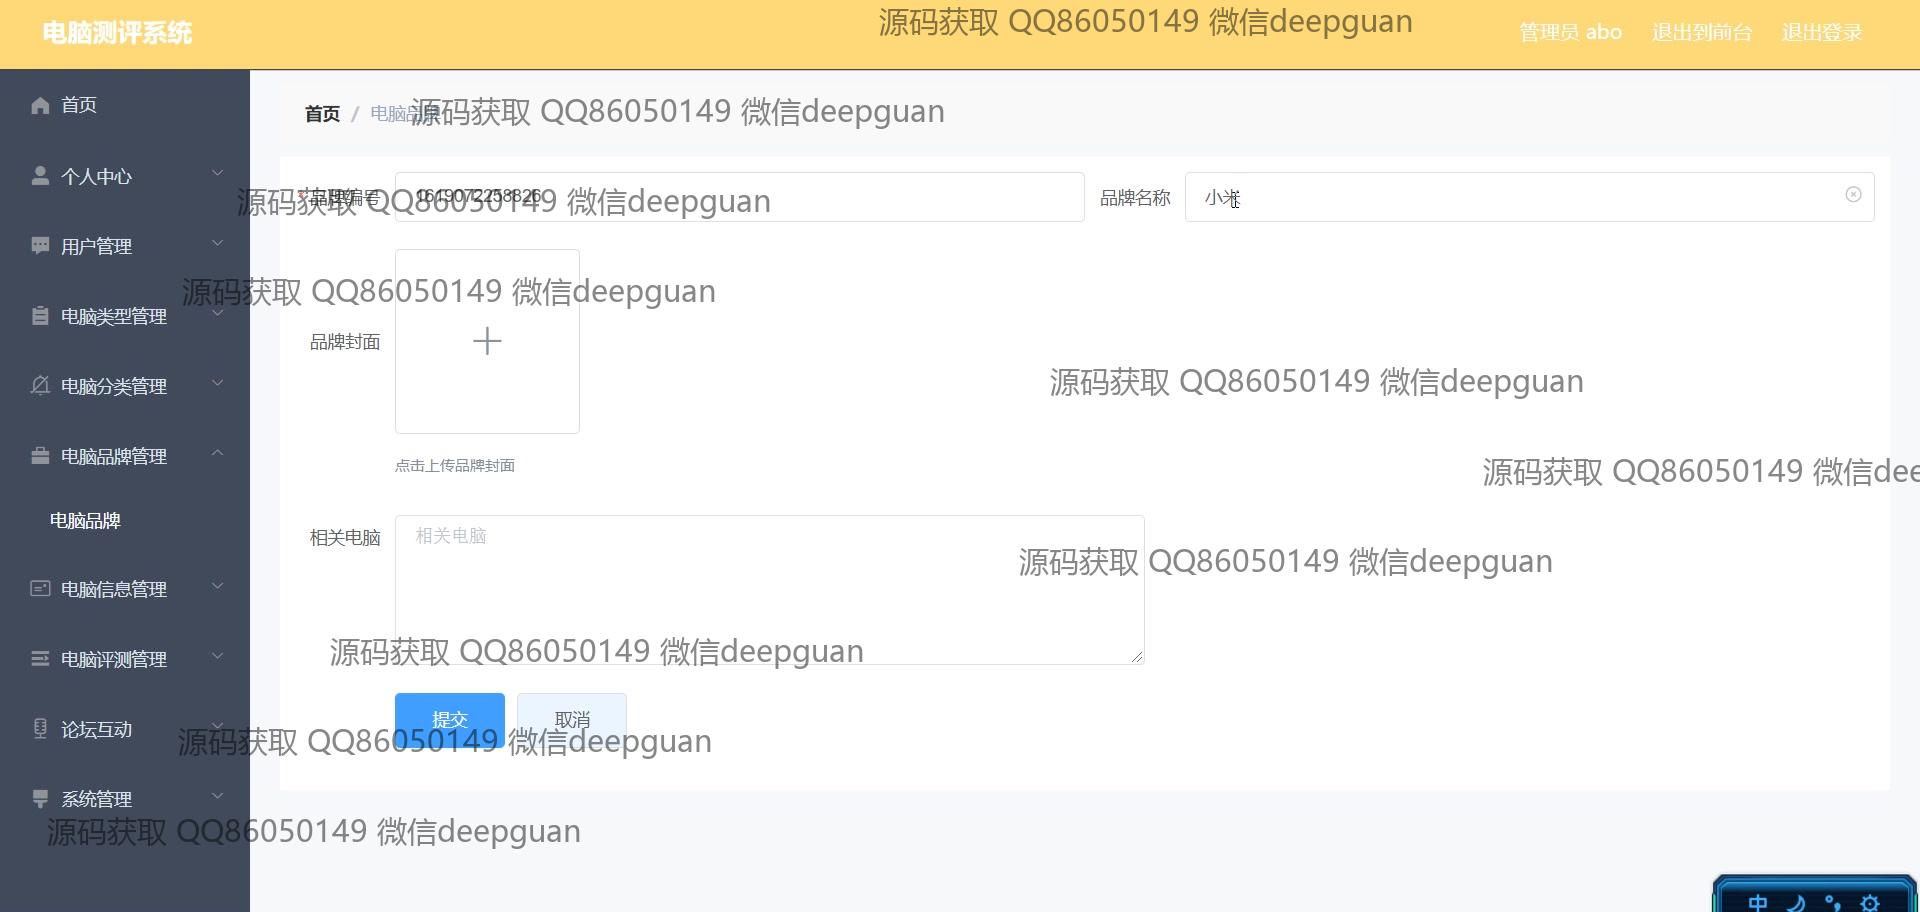 电脑测评系统
源码获取 QQ86050149 微信deepguan
管理员 abo
退出到前台
退出登录
首页
首页 / 电脑品牌
源码获取 QQ86050149 微信deepguan
个人中心
*品牌编号
1619072258826
品牌名称
小米
源码获取 QQ86050149 微信deepguan
用户管理
源码获取 QQ86050149 微信deepguan
电脑类型管理
品牌封面
电脑分类管理
源码获取 QQ86050149 微信deepguan
电脑品牌管理
点击上传品牌封面
源码获取 QQ86050149 微信dee
电脑品牌
相关电脑
相关电脑
源码获取 QQ86050149 微信deepguan
电脑信息管理
电脑评测管理
源码获取 QQ86050149 微信deepguan
论坛互动
提交
取消
源码获取 QQ86050149 微信deepguan
系统管理
源码获取 QQ86050149 微信deepguan
中